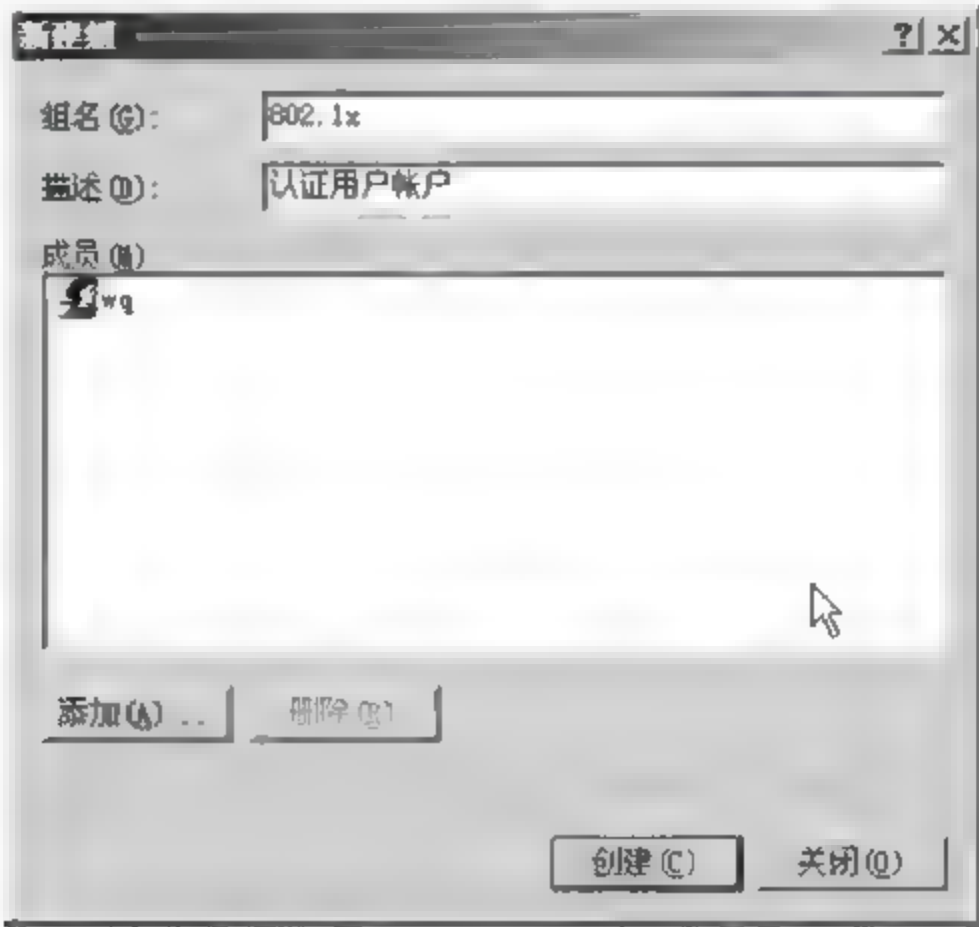 新建组
组名(G):
802.1x
描述(D):
认证用户帐户
成员(M)
wq
添加(A)...
删除(R)
创建(C)
关闭(O)